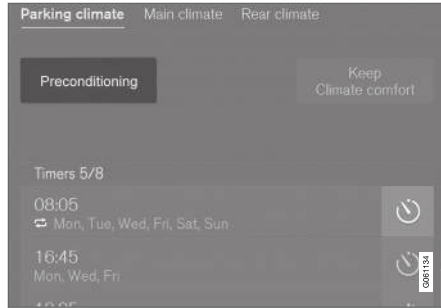 Parking climate Main climate Rear climate
Preconditioning
Keep
Climate comfort
Timers 5/8
08:05
Mon, Tue, Wed, Fri, Sat, Sun
16:45
Mon, Wed, Fri
G061134